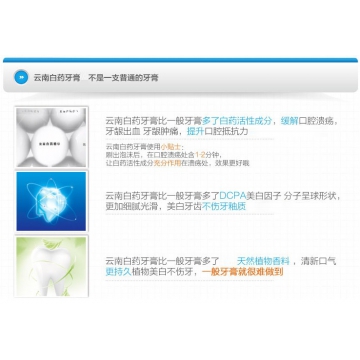 云南白药牙膏 不是一支普通的牙膏
云南白药牙膏比一般牙膏多了白药活性成分，缓解口腔溃疡，
牙龈出血 牙龈肿痛，提升口腔抵抗力
云南白药牙膏使用小贴士：
刷出泡沫后，在口腔溃疡处含1-2分钟，
让白药活性成分充分作用在溃疡处，效果更好哦
云南白药牙膏比一般牙膏多了DCPA美白因子 分子呈球形状，
更加细腻光滑，美白牙齿不伤牙釉质
云南白药牙膏比一般牙膏多了 天然植物香料 ，清新口气
更持久植物美白不伤牙，一般牙膏就很难做到